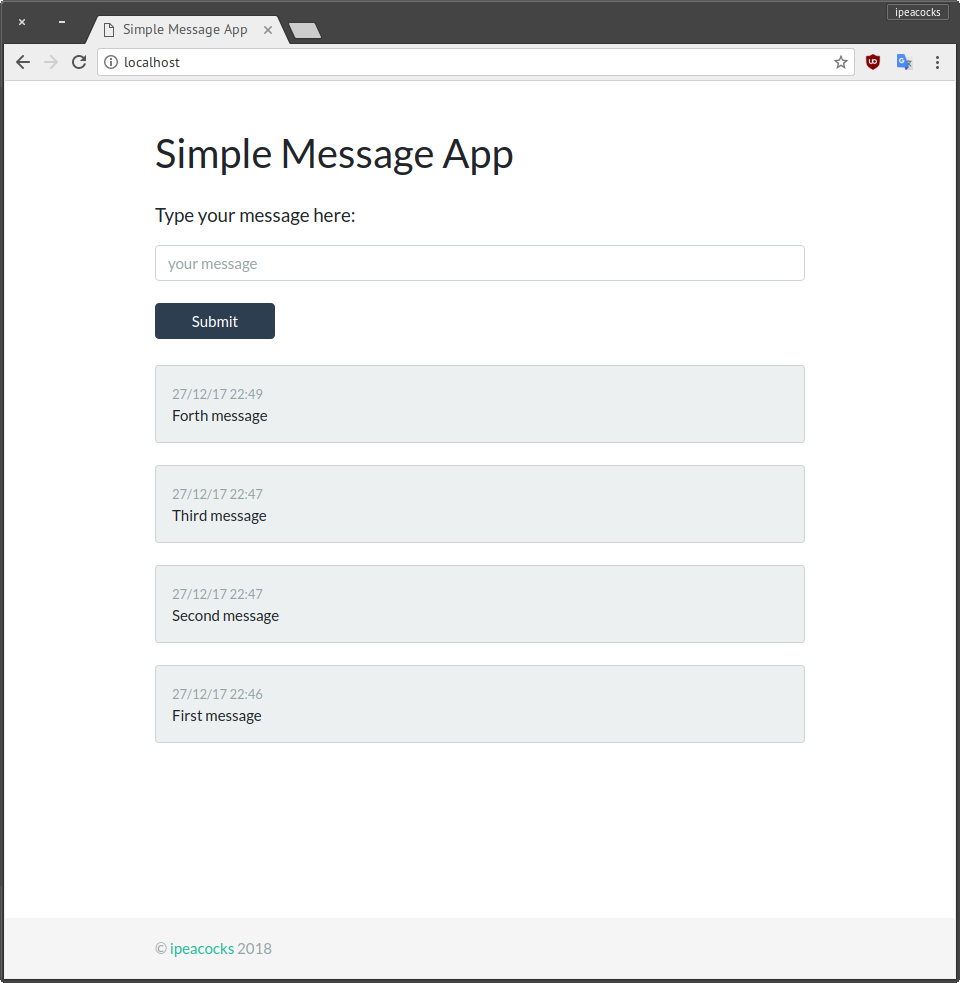 ipeacocks
Simple Message App
localhost
Simple Message App
Type your message here:
your message
Submit
27/12/17 22:49
Forth message
27/12/17 22:47
Third message
27/12/17 22:47
Second message
27/12/17 22:46
First message
© ipeacocks 2018